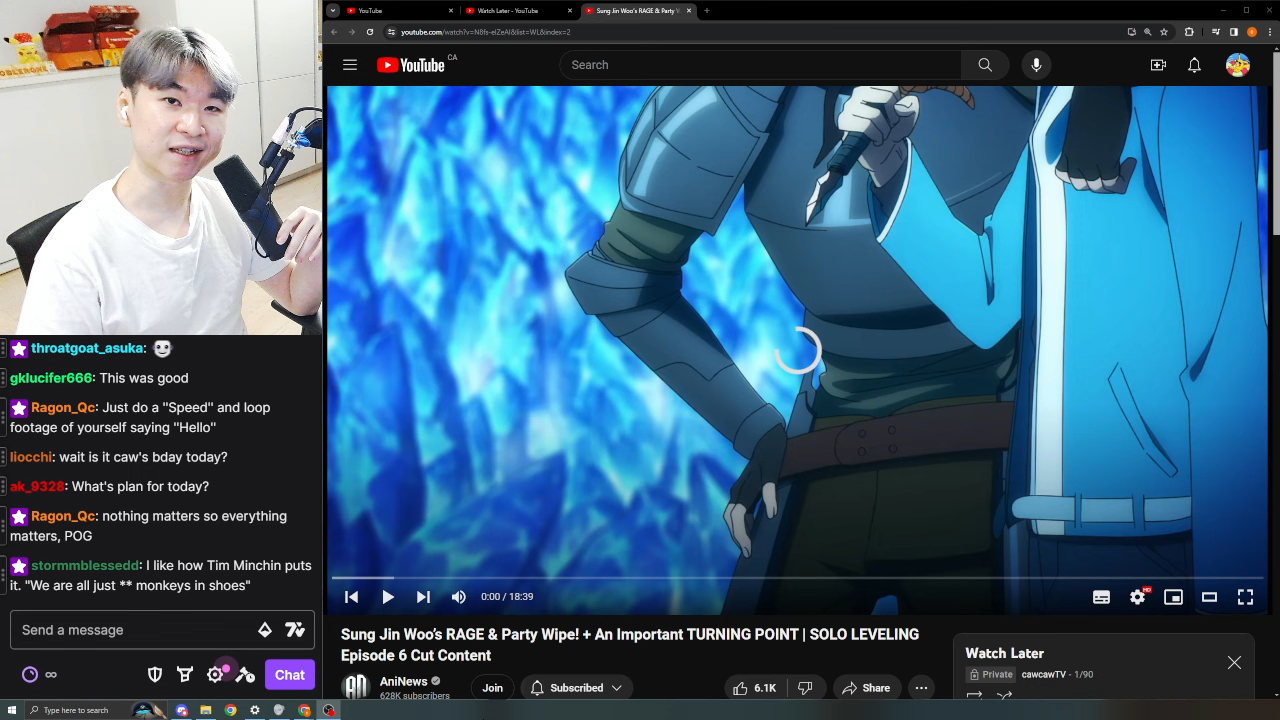 YouTube
Watch Later - YouTube
Sung Jin Woo's RAGE & Party W
youtube.com/watch?v=N8fs-eIZeAI&list=WL&index=2
YouTube CA
Search
OBLERONE
throatgoat_asuka:
gklucifer666: This was good
Ragon_Qc: Just do a "Speed" and loop
footage of yourself saying "Hello"
liocchi: wait is it caw's bday today?
ak_9328: What's plan for today?
Ragon_Qc: nothing matters so everything
matters, POG
stormmblessedd: I like how Tim Minchin puts
it. "We are all just ** monkeys in shoes"
Send a message
Chat
0:00 / 18:39
HD
Sung Jin Woo's RAGE & Party Wipe! + An Important TURNING POINT | SOLO LEVELING
Episode 6 Cut Content
AniNews
628K subscribers
Join
Subscribed
6.1K
Share
Watch Later
Private
cawcawTV - 1/90
Type here to search